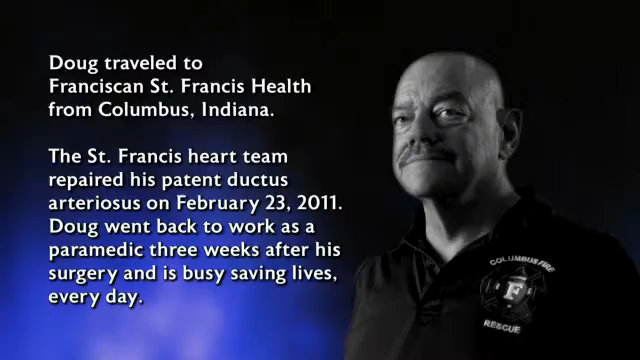 Doug traveled to
Franciscan St. Francis Health
from Columbus, Indiana.
The St. Francis heart team
repaired his patent ductus
arteriosus on February 23, 2011.
Doug went back to work as a
paramedic three weeks after his
surgery and is busy saving lives,
every day.
COLUMBUS FIRE
F
RESCUE